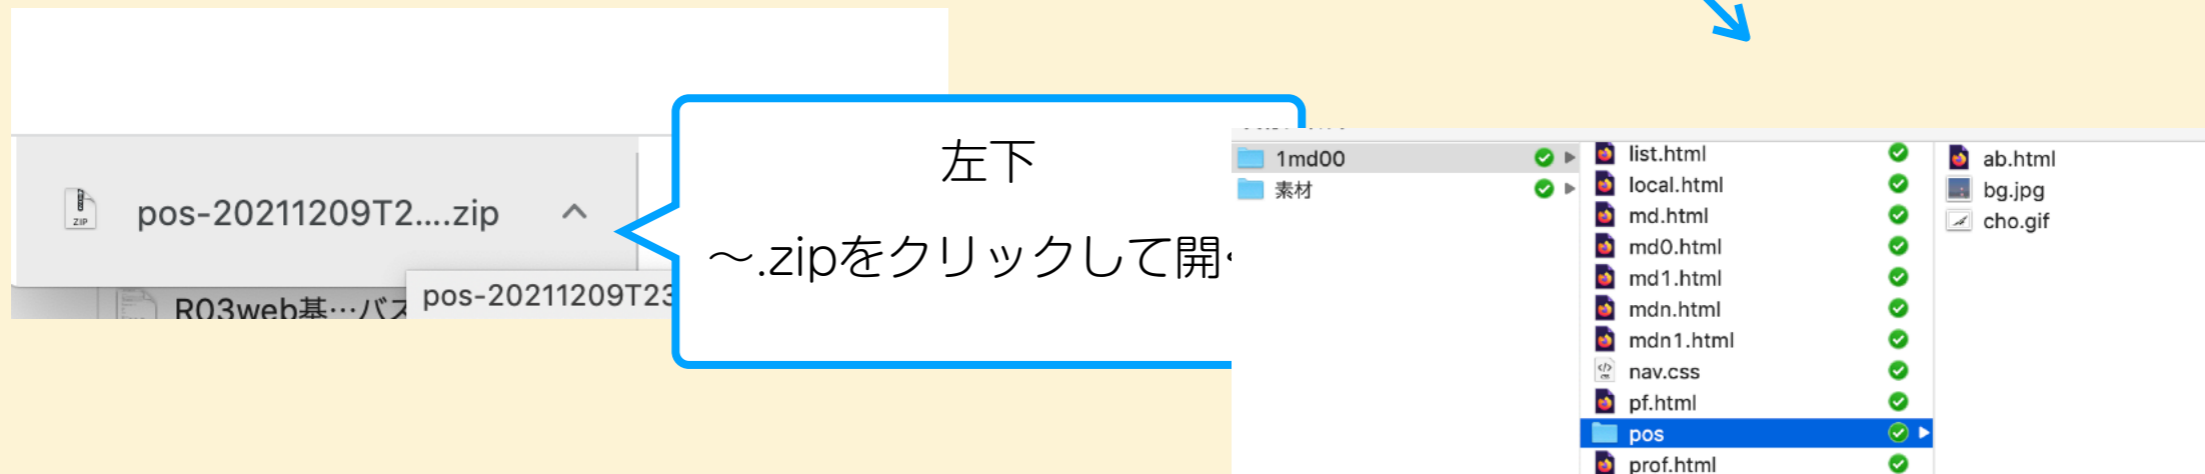 ZIP
pos-20211209T2....zip
R03web基…バス
pos-20211209T23
左下
～.zipをクリックして開く
1md00
素材
list.html
local.html
md.html
md0.html
md1.html
mdn.html
mdn1.html
nav.css
pf.html
pos
prof.html
ab.html
bg.jpg
cho.gif